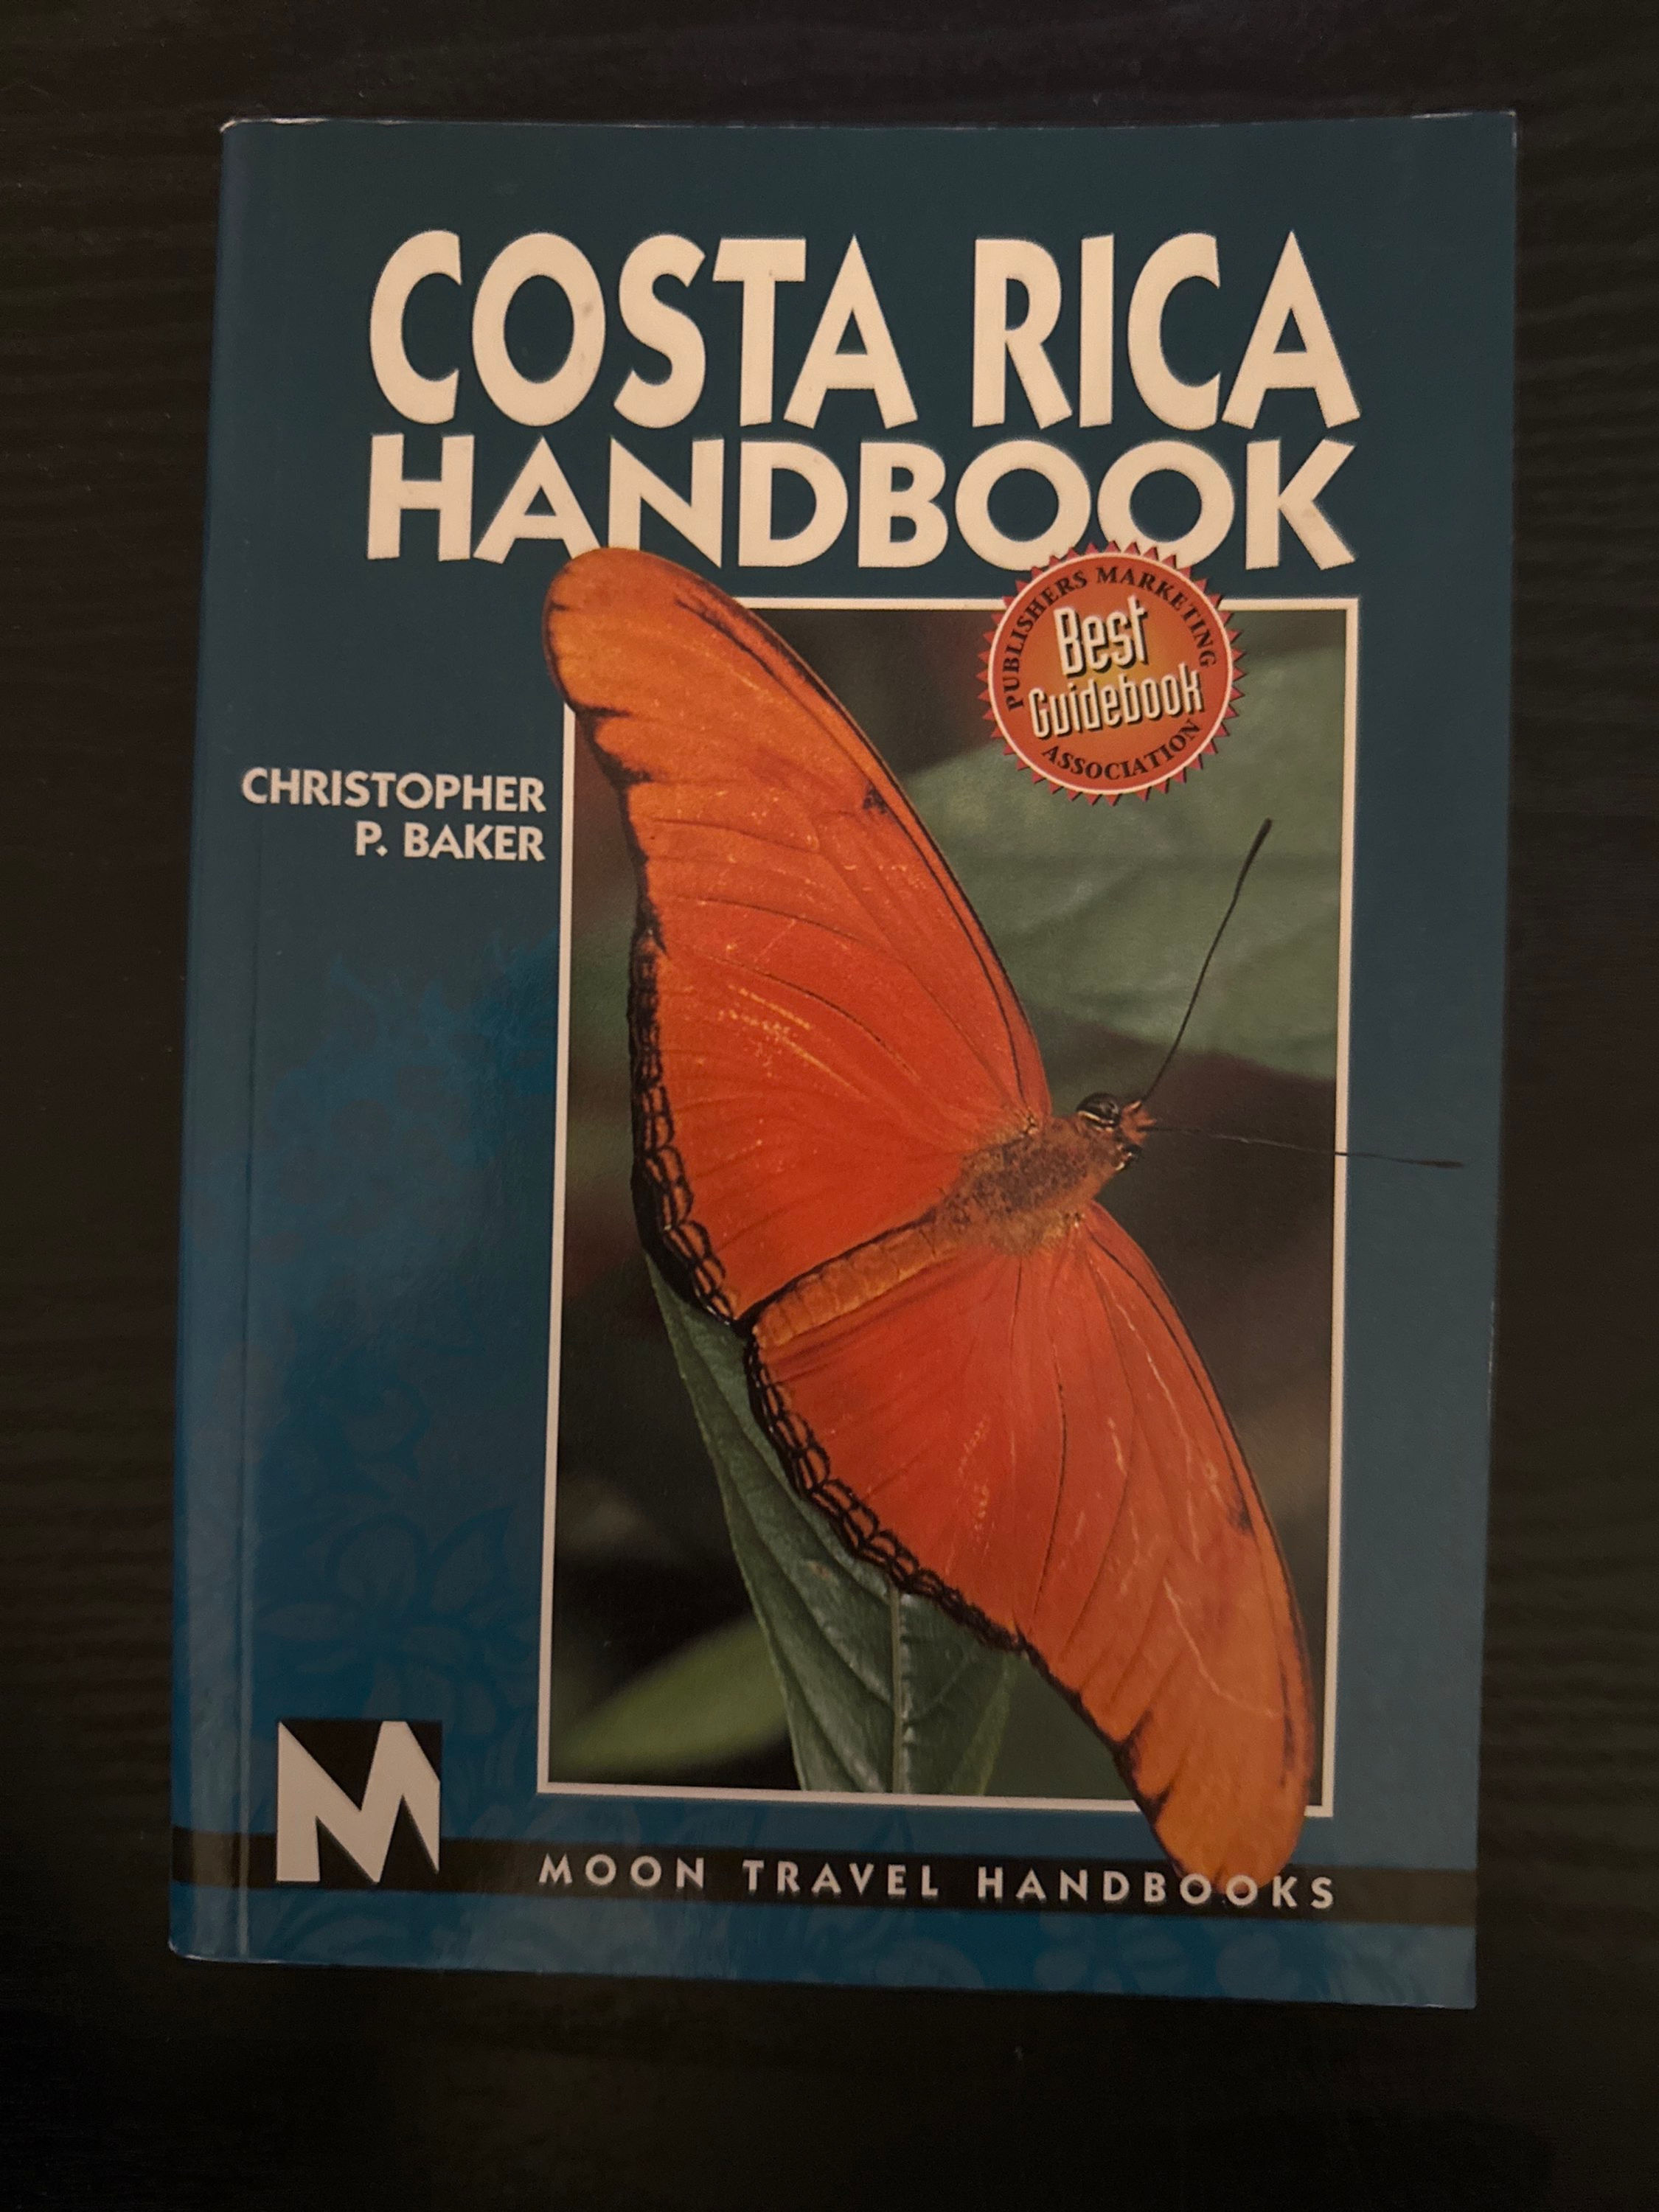 COSTA RICA
HANDBOOK
PUBLISHERS MARKETING
Best
Guidebook
ASSOCIATION
CHRISTOPHER
P. BAKER
M
MOON TRAVEL HANDBOOKS